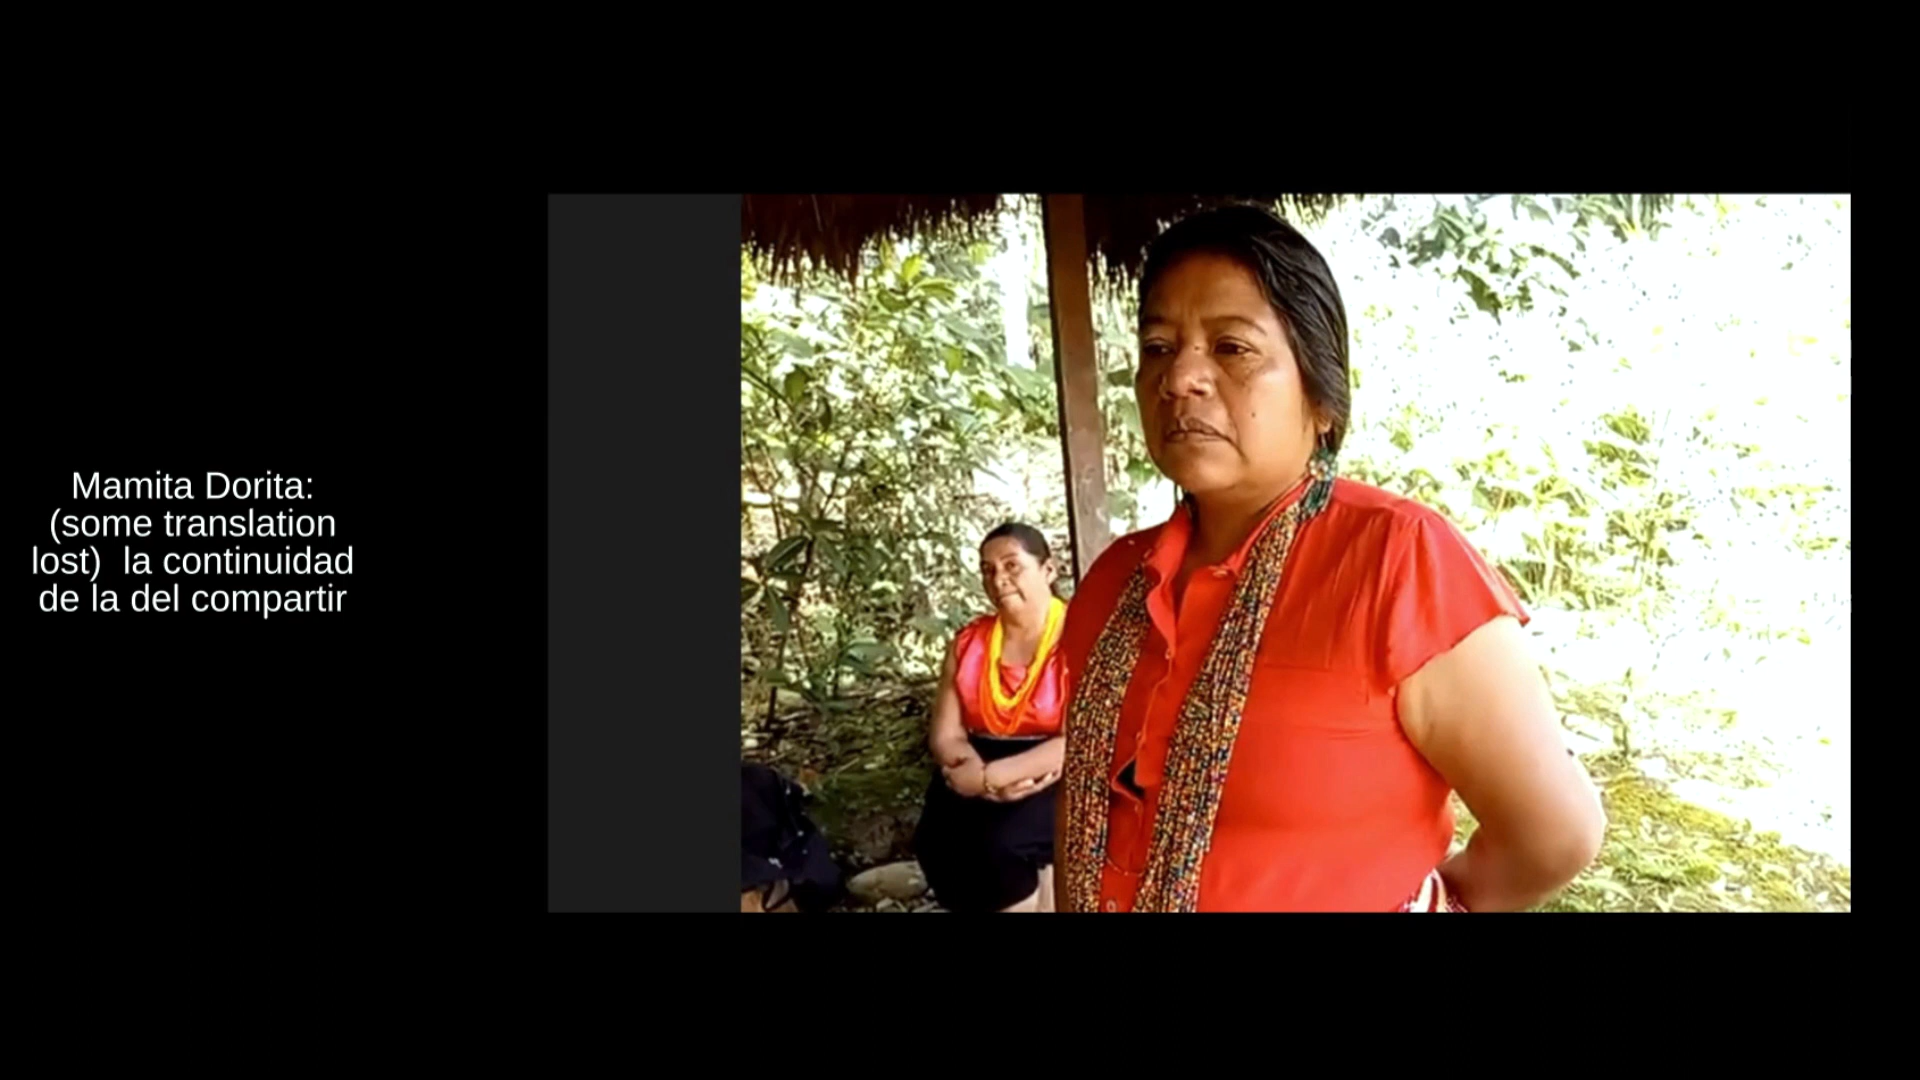 Mamita Dorita:
(some translation
lost)  la continuidad
de la del compartir